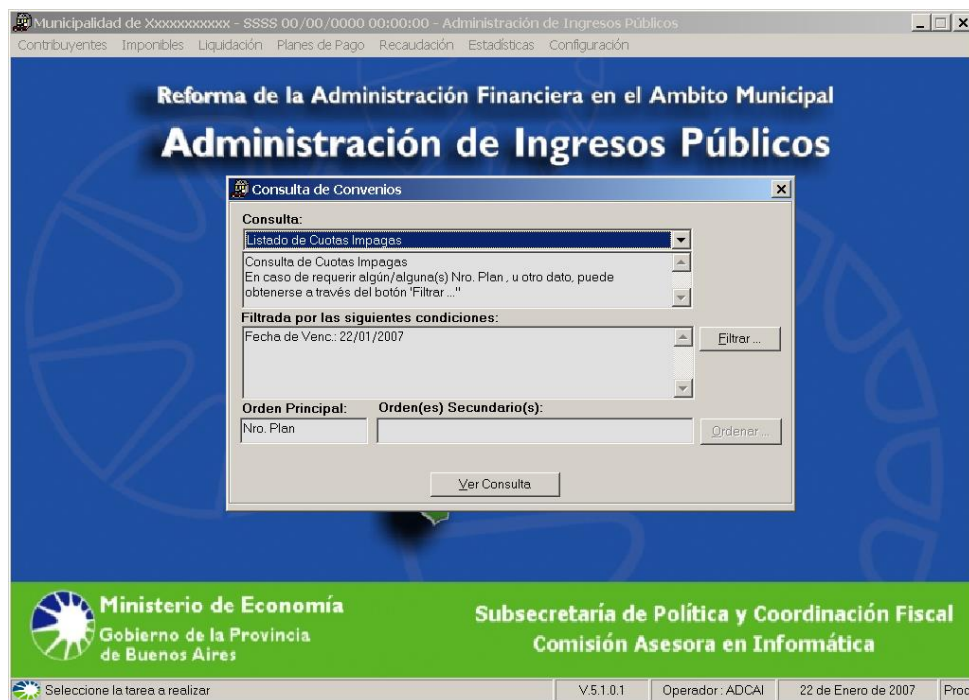 Municipalidad de Xxxxxxxxxxx - SSSS 00/00/0000 00:00:00 - Administración de Ingresos Públicos
Contribuyentes Imponibles Liquidación Planes de Pago Recaudación Estadísticas Configuración
Reforma de la Administración Financiera en el Ambito Municipal
Administración de Ingresos Públicos
Consulta de Convenios
Consulta:
Listado de Cuotas Impagas
Consulta de Cuotas Impagas
En caso de requerir algún/alguna(s) Nro. Plan , u otro dato, puede
obtenerse a través del botón 'Filtrar ...''
Filtrada por las siguientes condiciones:
Fecha de Venc.: 22/01/2007
Filtrar ...
Orden Principal: Orden(es) Secundario(s):
Nro. Plan
Ordenar ...
Ver Consulta
Ministerio de Economía
Gobierno de la Provincia
de Buenos Aires
Subsecretaría de Política y Coordinación Fiscal
Comisión Asesora en Informática
Seleccione la tarea a realizar V.5.1.0.1 Operador : ADCAI 22 de Enero de 2007 Proc